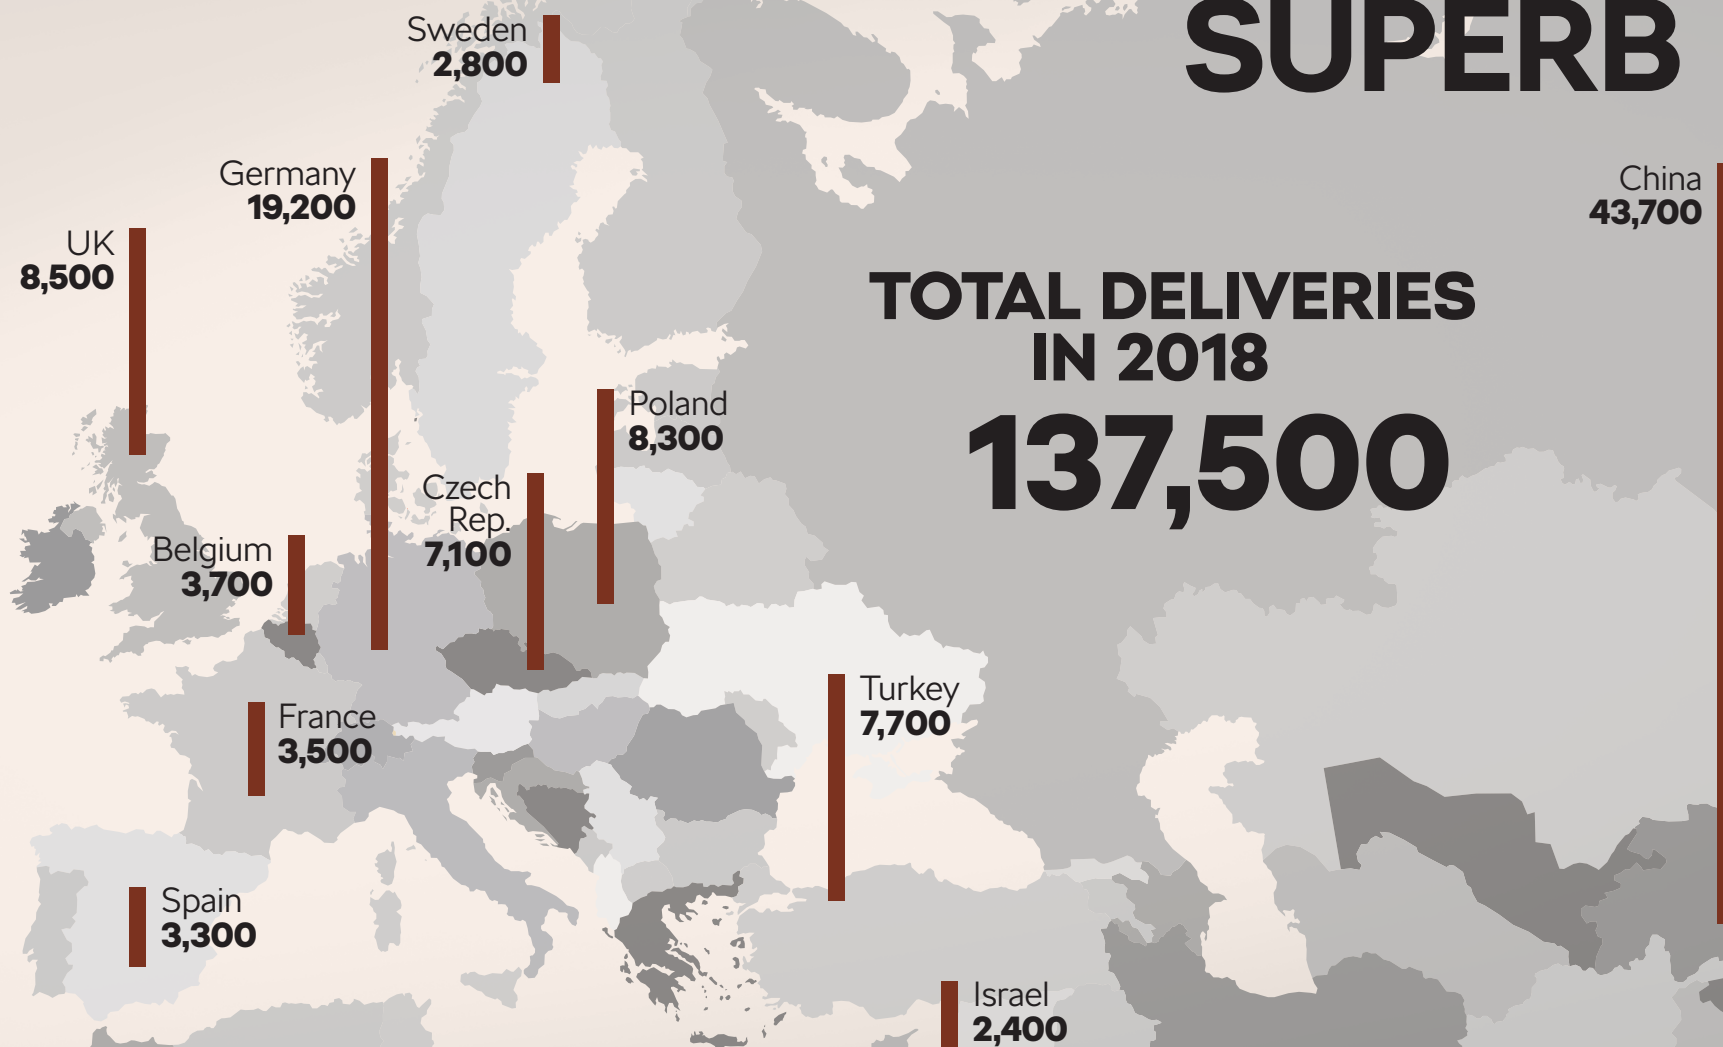 SUPERB
Sweden
2,800
Germany
19,200
China
43,700
UK
8,500
TOTAL DELIVERIES
IN 2018
137,500
Poland
8,300
Czech
Rep.
7,100
Belgium
3,700
Turkey
7,700
France
3,500
Spain
3,300
Israel
2,400